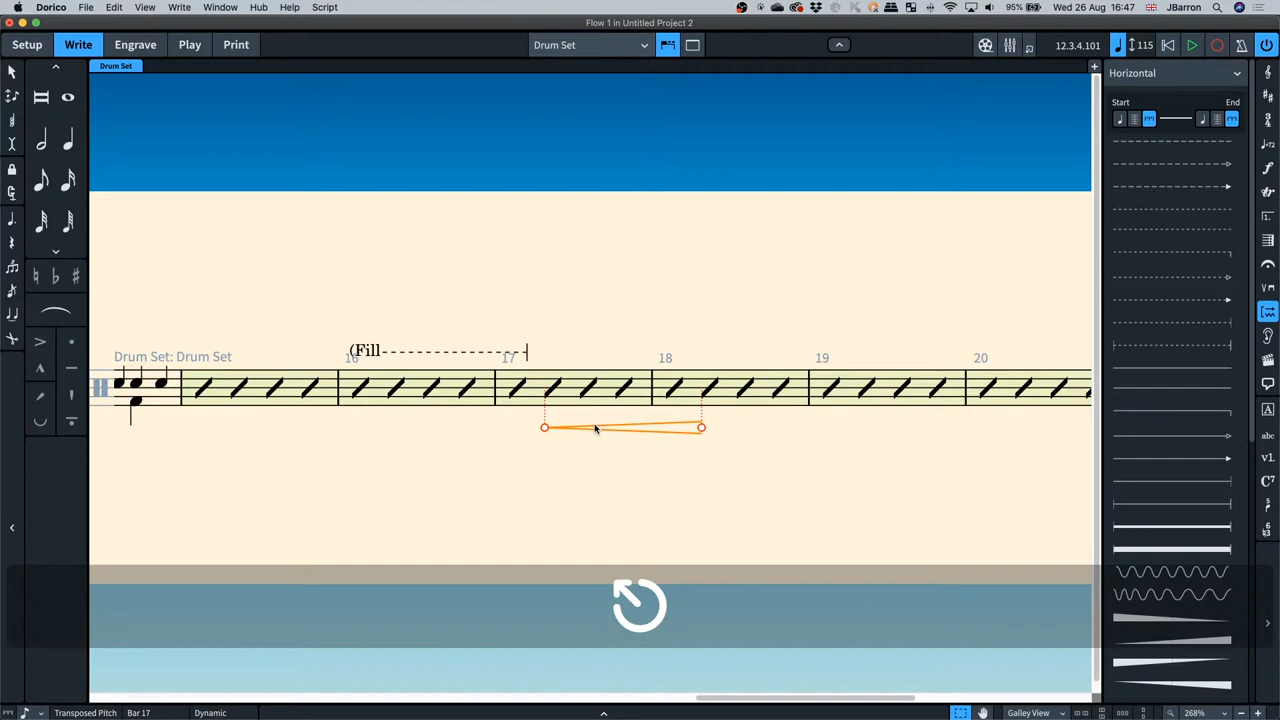 Dorico File Edit View Write Window Hub Help Script 95% Wed 26 Aug 16:47 JBarron
Flow 1 in Untitled Project 2
Setup Write Engrave Play Print Drum Set 12.3.4.101 115
Drum Set
Horizontal
Start End
(Fill
Drum Set: Drum Set 16 17 18 19 20
Transposed Pitch Bar 17 Dynamic Galley View 268%